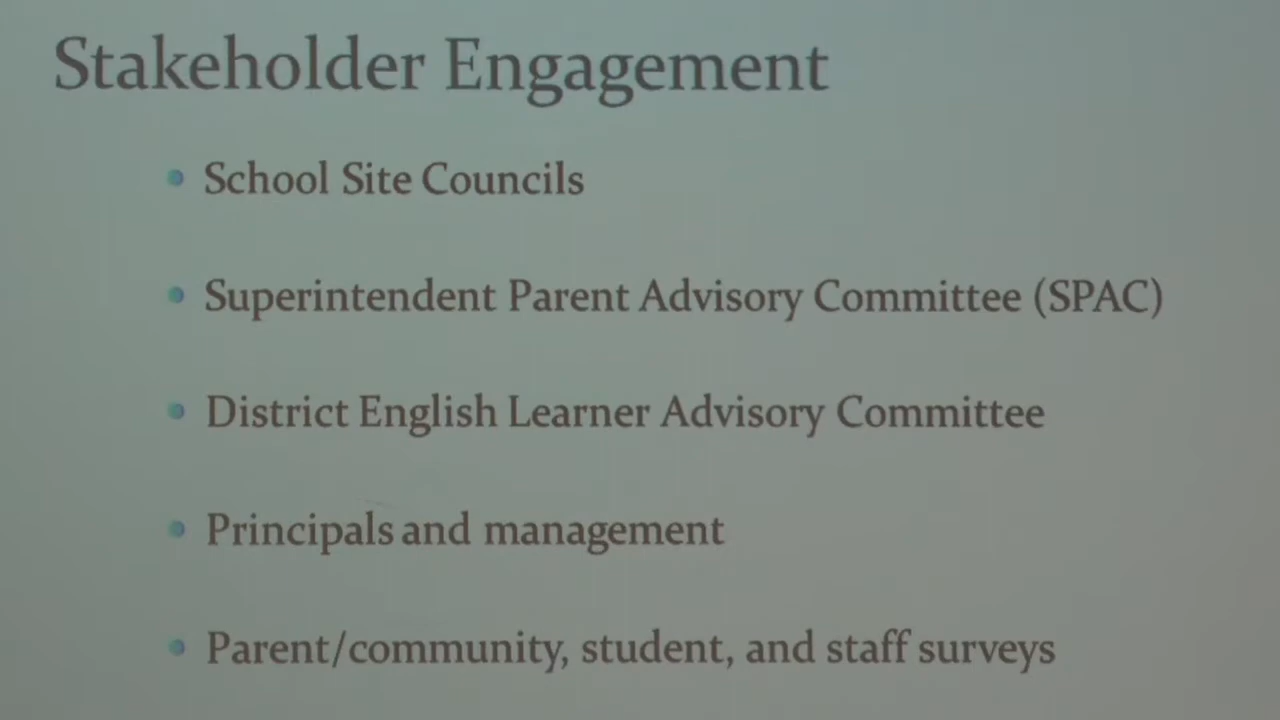 Stakeholder Engagement
• School Site Councils
• Superintendent Parent Advisory Committee (SPAC)
• District English Learner Advisory Committee
• Principals and management
• Parent/community, student, and staff surveys